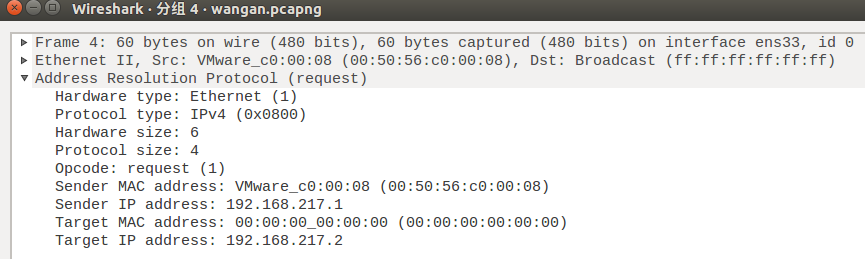 Wireshark · 分组 4 · wangan.pcapng
Frame 4: 60 bytes on wire (480 bits), 60 bytes captured (480 bits) on interface ens33, id 0
Ethernet II, Src: VMware_c0:00:08 (00:50:56:c0:00:08), Dst: Broadcast (ff:ff:ff:ff:ff:ff)
Address Resolution Protocol (request)
Hardware type: Ethernet (1)
Protocol type: IPv4 (0x0800)
Hardware size: 6
Protocol size: 4
Opcode: request (1)
Sender MAC address: VMware_c0:00:08 (00:50:56:c0:00:08)
Sender IP address: 192.168.217.1
Target MAC address: 00:00:00_00:00:00 (00:00:00:00:00:00)
Target IP address: 192.168.217.2